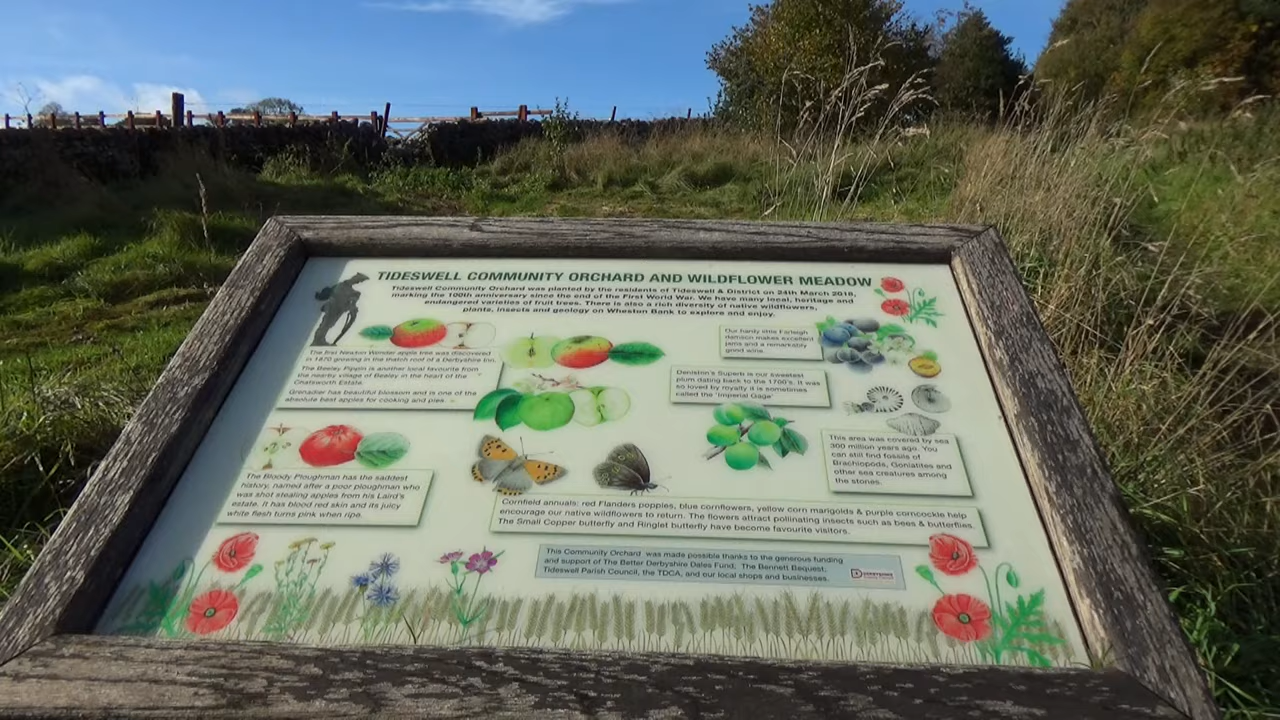 TIDESWELL COMMUNITY ORCHARD AND WILDFLOWER MEADOW
Tideswell Community Orchard was planted by the residents of Tideswell & District on 24th March 2018,
marking the 100th anniversary since the end of the First World War. We have many local, heritage and
endangered varieties of fruit trees. There is also a rich diversity of native wildflowers,
plants, insects and geology on Wheston Bank to explore and enjoy.
The first Newton Wonder apple tree was discovered
in 1870 growing in the thatch roof of a Derbyshire Inn.
The Beeley Pippin is another local favourite from
the nearby village of Beeley in the heart of the
Chatsworth Estate.
Grenadier has beautiful blossom and is one of the
absolute best apples for cooking and pies.
Our hardy little Farleigh
damson makes excellent
jams and a remarkably
good wine.
Denniston's Superb is our sweetest
plum dating back to the 1700's. It was
so loved by royalty it is sometimes
called the 'Imperial Gage'
This area was covered by sea
300 million years ago. You
can still find fossils of
Brachiopods, Goniatites and
other sea creatures among
the stones.
The Bloody Ploughman has the saddest
history; named after a poor ploughman who
was shot stealing apples from his Laird's
estate. It has blood red skin and its juicy
white flesh turns pink when ripe.
Cornfield annuals: red Flanders poppies, blue cornflowers, yellow corn marigolds & purple corncockle help
encourage our native wildflowers to return. The flowers attract pollinating insects such as bees & butterflies.
The Small Copper butterfly and Ringlet butterfly have become favourite visitors.
This Community Orchard was made possible thanks to the generous funding
and support of The Better Derbyshire Dales Fund; The Bennett Bequest,
Tideswell Parish Council, the TDCA, and our local shops and businesses.